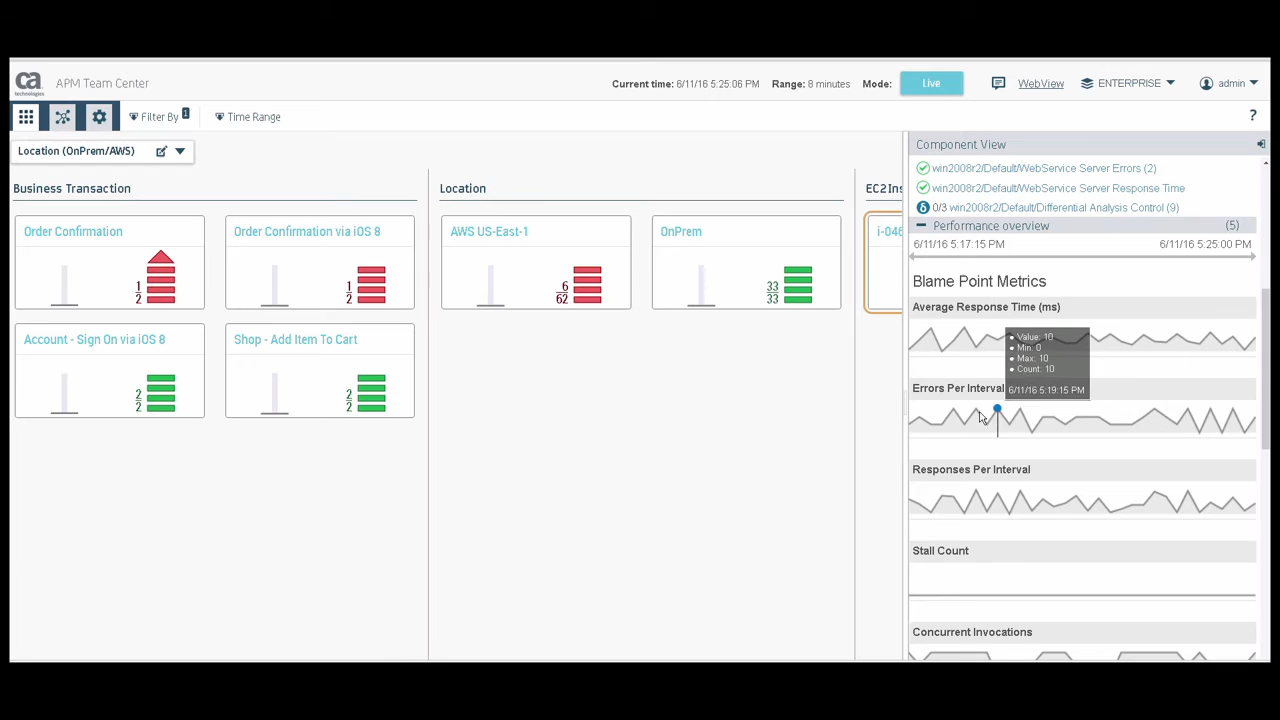 ca
technologies
APM Team Center
Current time: 6/11/16 5:25:08 PM
Range: 8 minutes
Mode:
Live
WebView
ENTERPRISE
admin
Filter By 1
Time Range
?
Location (OnPrem/AWS)
Business Transaction
Order Confirmation
1
2
Order Confirmation via iOS 8
1
2
Account - Sign On via iOS 8
2
2
Shop - Add Item To Cart
2
2
Location
AWS US-East-1
6
62
OnPrem
33
33
EC2 Ins
i-046
Component View
win2008r2/Default/WebService Server Errors (2)
win2008r2/Default/WebService Server Response Time
δ 0/3 win2008r2/Default/Differential Analysis Control (9)
Performance overview (5)
6/11/16 5:17:15 PM 6/11/16 5:25:00 PM
Blame Point Metrics
Average Response Time (ms)
• Value: 10
• Min: 0
• Max: 10
• Count: 10
6/11/16 5:19:15 PM
Errors Per Interval
Responses Per Interval
Stall Count
Concurrent Invocations